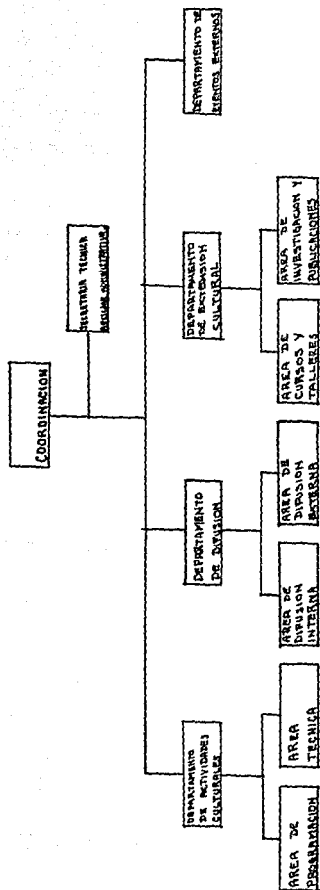 COORDINACION
SECRETARIA TECNICA
DEPARTAMENTO
DE ACTIVIDADES
CULTURALES
DEPARTAMENTO
DE DIFUSION
DEPARTAMENTO
DE EXTENSION
CULTURAL
DEPARTAMENTO DE
EVENTOS EXTERNOS
AREA DE
PROGRAMACION
AREA
TECNICA
AREA DE
DIFUSION
INTERNA
AREA DE
DIFUSION
EXTERNA
AREA DE
CURSOS Y
TALLERES
AREA DE
INVESTIGACION Y
PUBLICACIONES